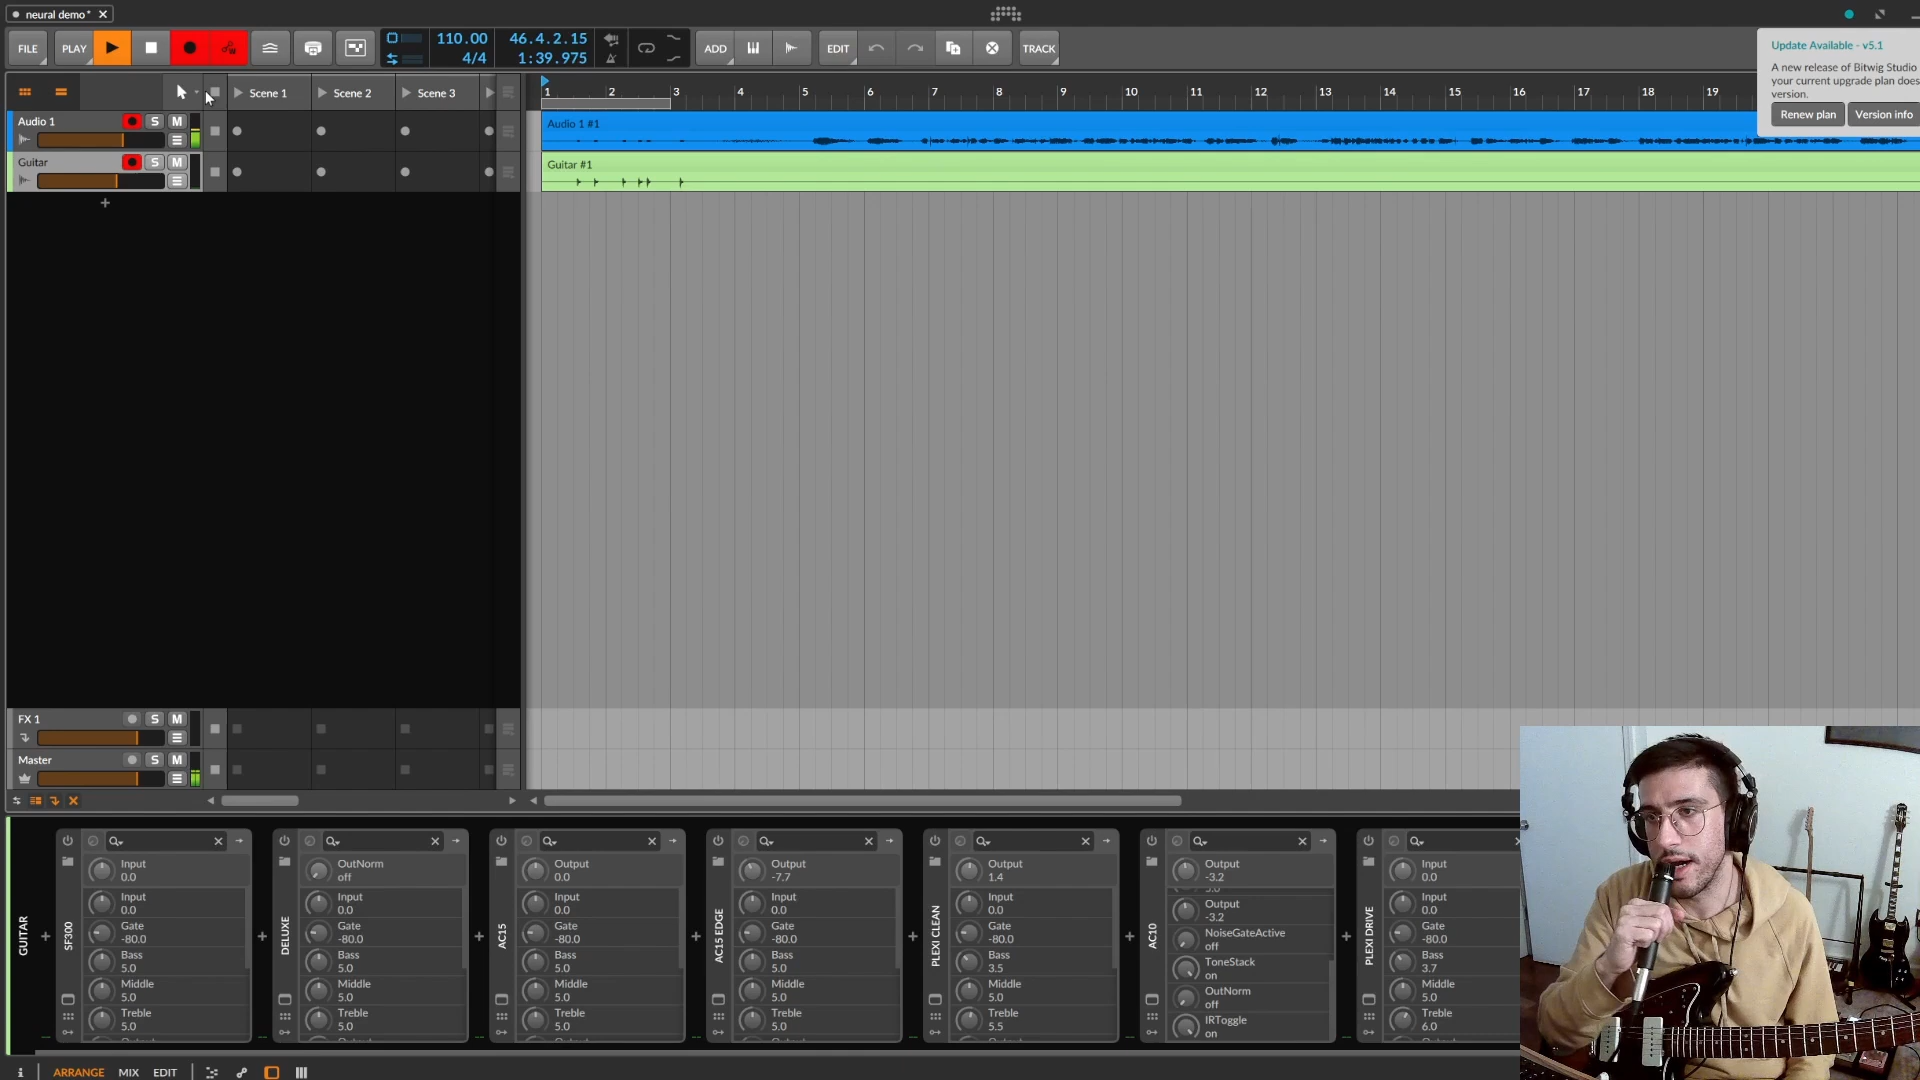 neural demo*
FILE
PLAY
110.00
4/4
46.4.2.15
1:39.975
ADD
EDIT
TRACK
Update Available - v5.1
A new release of Bitwig Studio
your current upgrade plan does
version.
Renew plan
Version info
Scene 1
Scene 2
Scene 3
1 2 3 4 5 6 7 8 9 10 11 12 13 14 15 16 17 18 19
Audio 1
S M
Audio 1 #1
Guitar
S M
Guitar #1
FX 1
S M
Master
S M
GUITAR
SF300
Input
0.0
Input
0.0
Gate
-80.0
Bass
5.0
Middle
5.0
Treble
5.0
DELUXE
OutNorm
off
Input
0.0
Gate
-80.0
Bass
5.0
Middle
5.0
Treble
5.0
AC15
Output
0.0
Input
0.0
Gate
-80.0
Bass
5.0
Middle
5.0
Treble
5.0
AC15 EDGE
Output
-7.7
Input
0.0
Gate
-80.0
Bass
5.0
Middle
5.0
Treble
5.0
PLEXI CLEAN
Output
1.4
Input
0.0
Gate
-80.0
Bass
3.5
Middle
5.0
Treble
5.5
AC10
Output
-3.2
Output
-3.2
NoiseGateActive
off
ToneStack
on
OutNorm
off
IRToggle
on
PLEXI DRIVE
Input
0.0
Input
0.0
Gate
-80.0
Bass
3.7
Middle
5.0
Treble
6.0
i
ARRANGE
MIX
EDIT